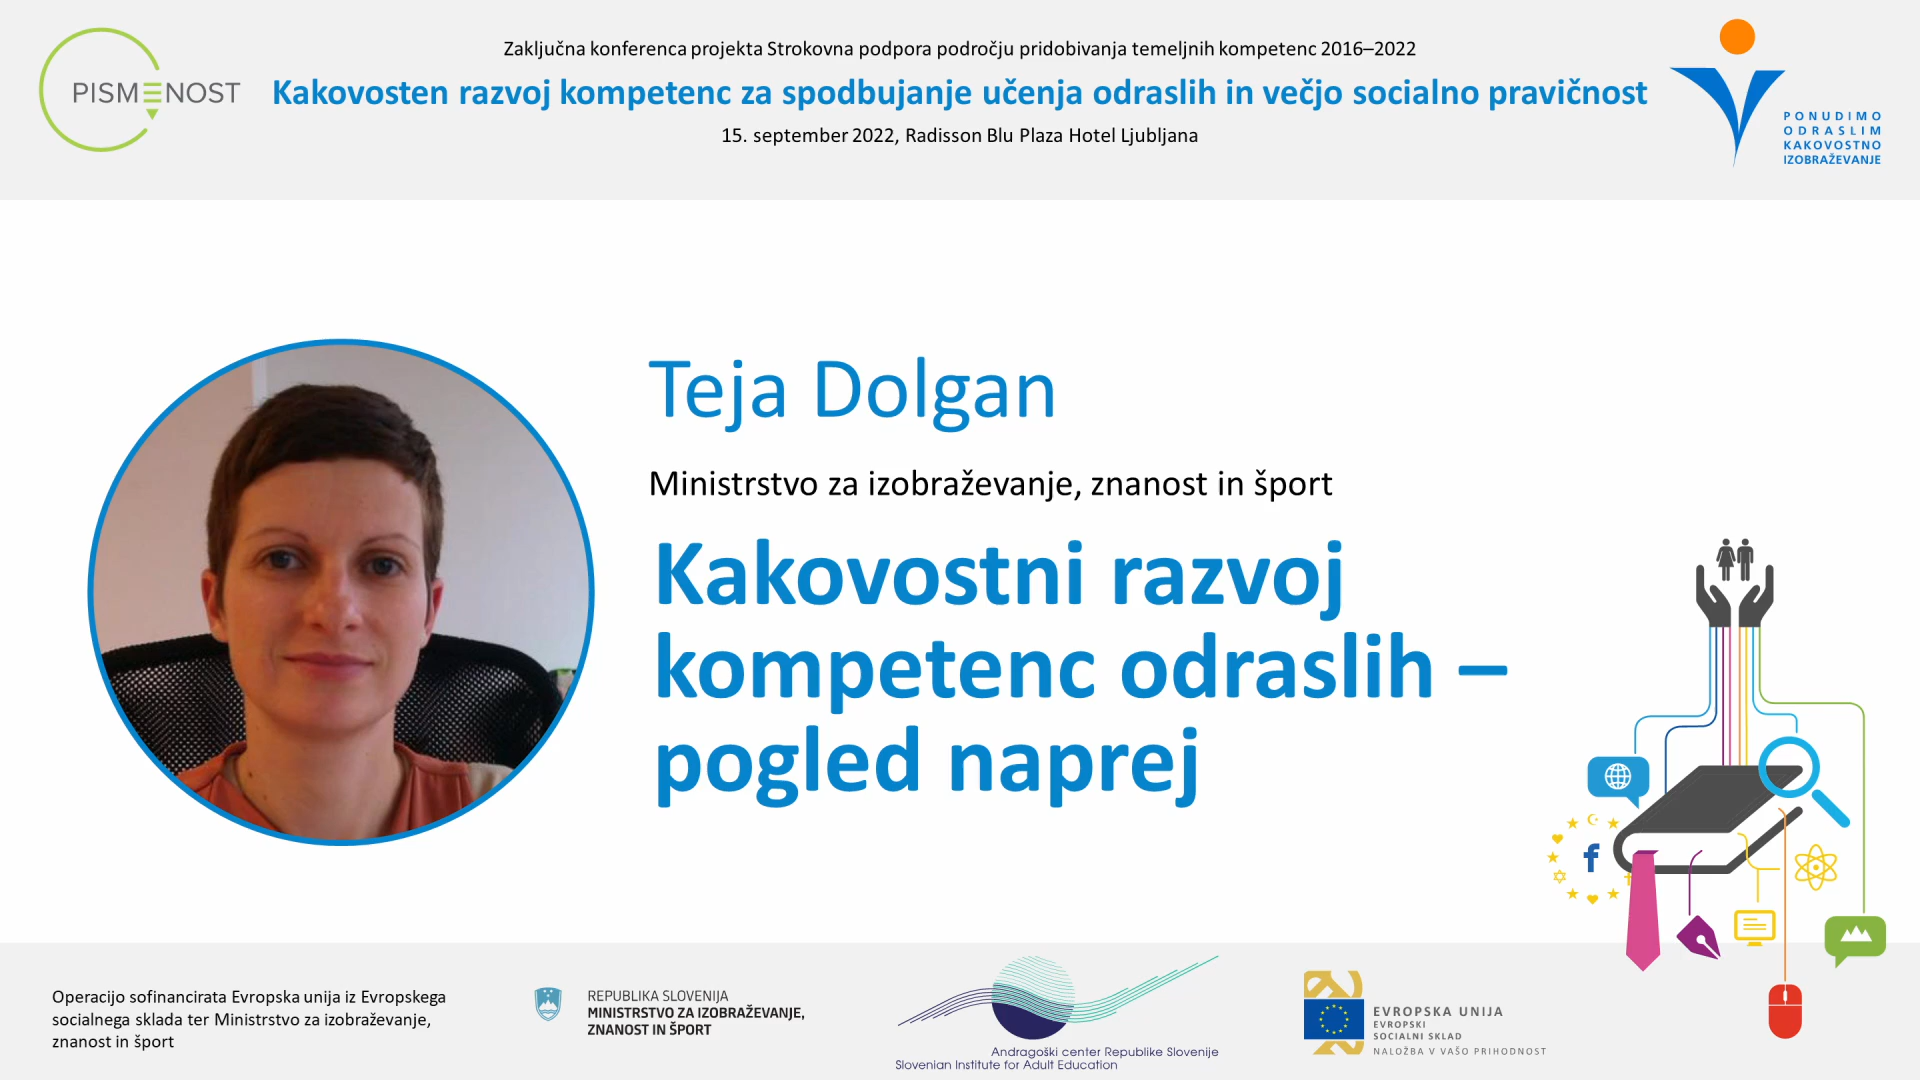 Zaključna konferenca projekta Strokovna podpora področju pridobivanja temeljnih kompetenc 2016–2022
PISMENOST
Kakovosten razvoj kompetenc za spodbujanje učenja odraslih in večjo socialno pravičnost
15. september 2022, Radisson Blu Plaza Hotel Ljubljana
PONUDIMO
ODRASLIM
KAKOVOSTNO
IZOBRAŽEVANJE
Teja Dolgan
Ministrstvo za izobraževanje, znanost in šport
Kakovostni razvoj
kompetenc odraslih –
pogled naprej
f
Operacijo sofinancirata Evropska unija iz Evropskega
socialnega sklada ter Ministrstvo za izobraževanje,
znanost in šport
REPUBLIKA SLOVENIJA
MINISTRSTVO ZA IZOBRAŽEVANJE,
ZNANOST IN ŠPORT
Andragoški center Republike Slovenije
Slovenian Institute for Adult Education
EVROPSKA UNIJA
EVROPSKI
SOCIALNI SKLAD
NALOŽBA V VAŠO PRIHODNOST